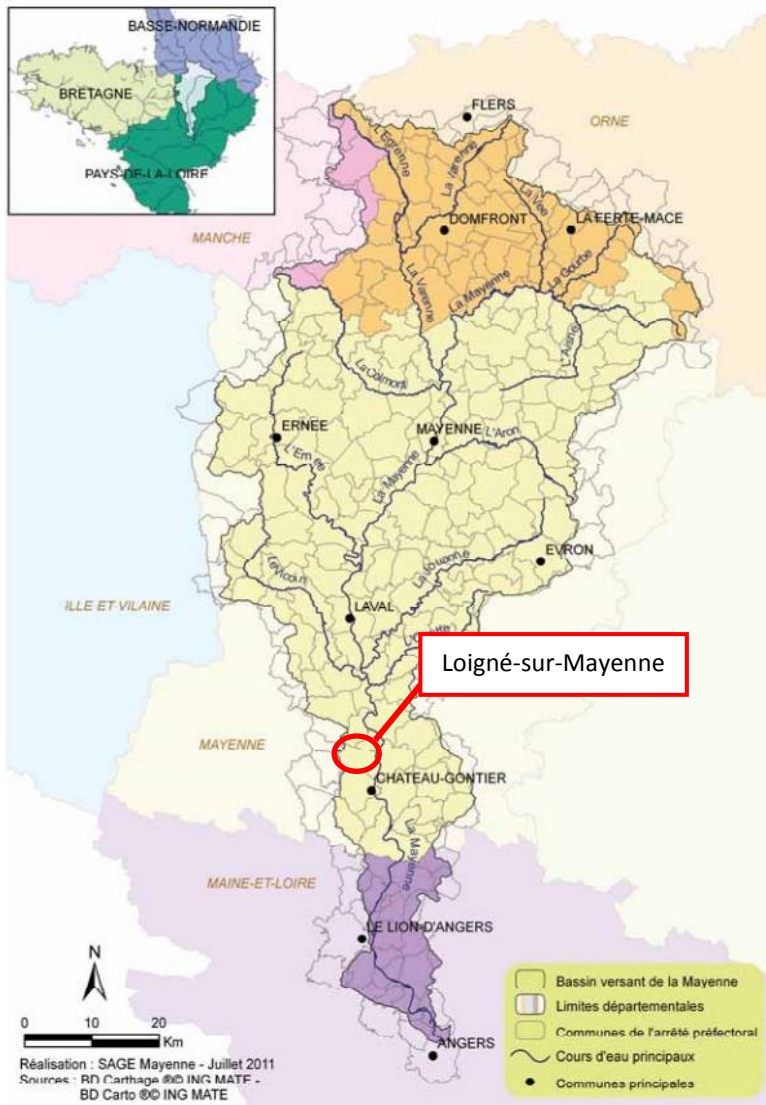 BASSE-NORMANDIE
BRETAGNE
PAYS-DE-LA-LOIRE
FLERS
ORNE
L'Egrenne
La Varenne
La Vee
DOMFRONT
LA FERTE-MACE
MANCHE
La Gourbe
La Varenne
La Mayenne
L'Aisne
La Colmont
ERNEE
MAYENNE
L'Aron
L'Ernée
La Mayenne
EVRON
La Jouanne
Le Vicoin
LAVAL
ILLE ET VILAINE
Loigné-sur-Mayenne
MAYENNE
CHATEAU-GONTIER
La Mayenne
MAINE-ET-LOIRE
LE LION-D'ANGERS
N
0 10 20
Km
ANGERS
Réalisation : SAGE Mayenne - Juillet 2011
Sources : BD Carthage ®© ING MATE -
BD Carto ®© ING MATE
Bassin versant de la Mayenne
Limites départementales
Communes de l'arrêté préfectoral
Cours d'eau principaux
Communes principales